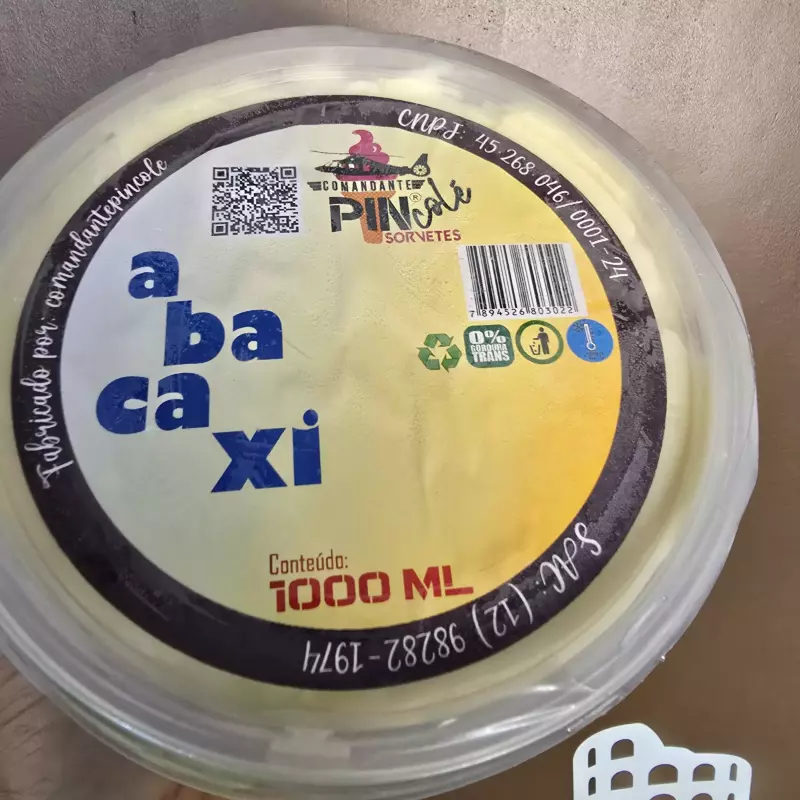 Fabricado por: comandantepincole
CNPJ: 45.268.046/0001-24
COMANDANTE
PINcolé®
SORVETES
7 894526 803022
0%
GORDURA
TRANS
a
ba
ca
xi
Conteúdo:
1000 ML
SAC: (12) 98282-1974